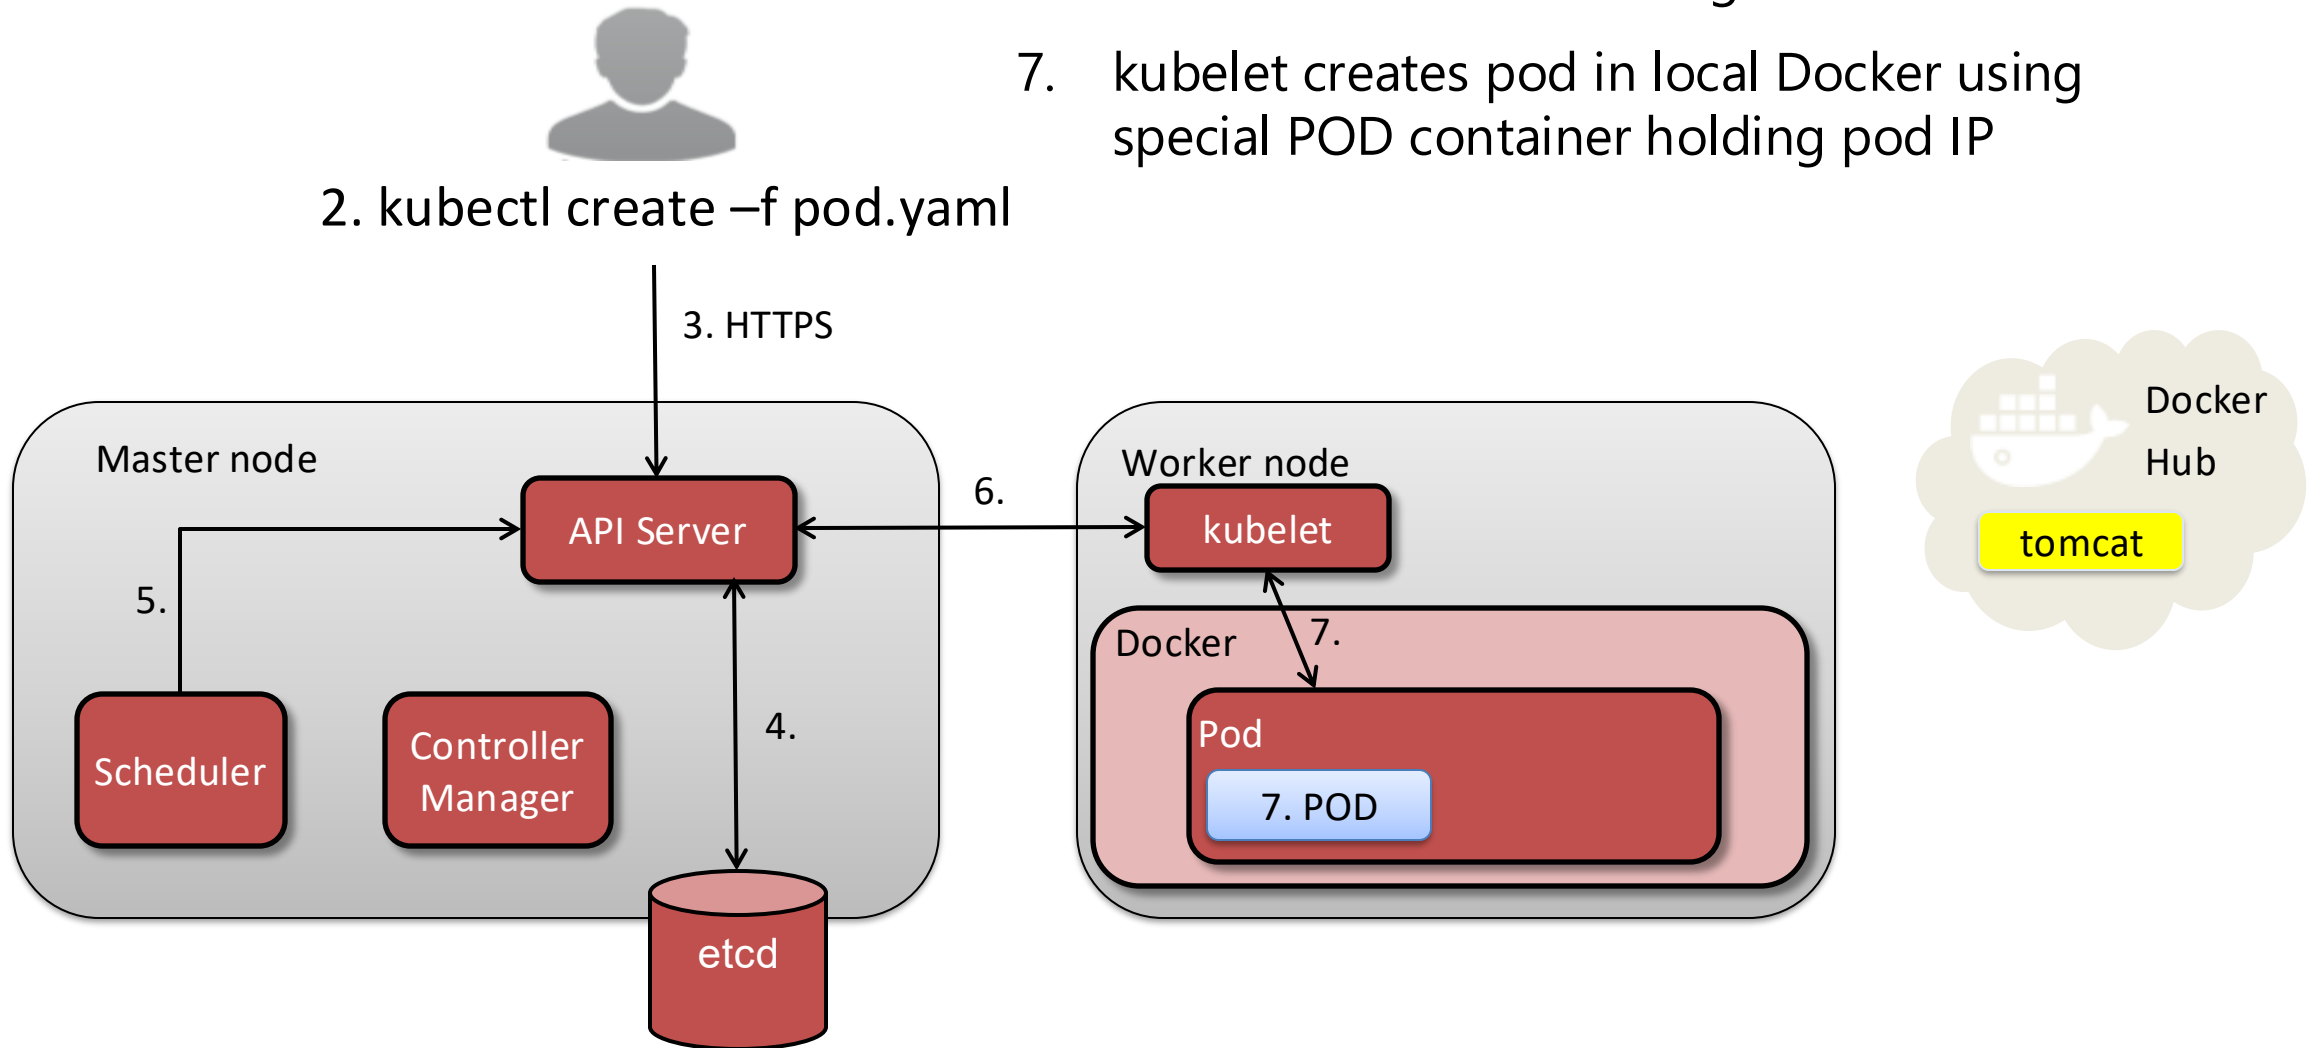 7. kubelet creates pod in local Docker using
special POD container holding pod IP
2. kubectl create –f pod.yaml
3. HTTPS
Master node
API Server
5.
4.
Scheduler
Controller
Manager
etcd
6.
Worker node
kubelet
7.
Docker
Pod
7. POD
Docker
Hub
tomcat